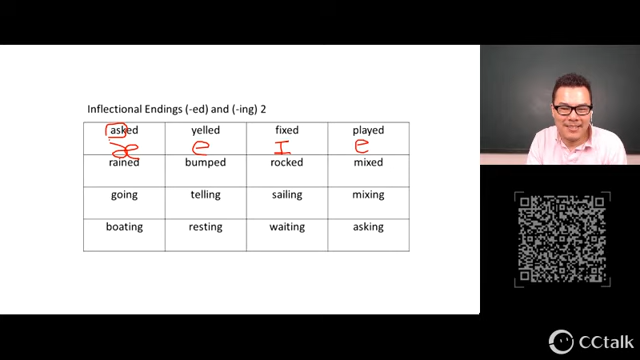 Inflectional Endings (-ed) and (-ing) 2
asked yelled fixed played
æ e I e
rained bumped rocked mixed
going telling sailing mixing
boating resting waiting asking
CCtalk